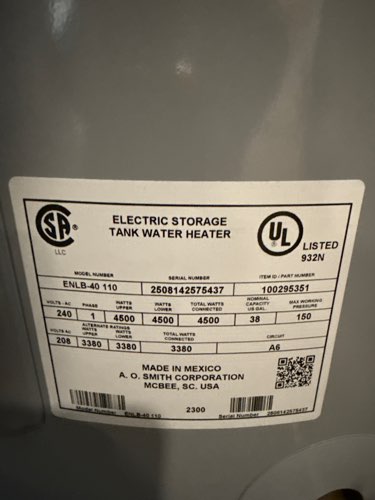 SA
®
LLC
ELECTRIC STORAGE
TANK WATER HEATER
UL
®
LISTED
932N
MODEL NUMBER SERIAL NUMBER ITEM ID / PART NUMBER
ENLB-40 110 2508142575437 100295351
VOLTS - AC PHASE WATTS UPPER WATTS LOWER TOTAL WATTS CONNECTED NOMINAL CAPACITY US GAL. MAX WORKING PRESSURE
240 1 4500 4500 4500 38 150
VOLTS AC ALTERNATE RATINGS WATTS UPPER WATTS LOWER TOTAL WATTS CONNECTED CIRCUIT
208 3380 3380 3380 A6
MADE IN MEXICO
A. O. SMITH CORPORATION
MCBEE, SC. USA
Model Number ENLB-40 110 2300 Serial Number 2508142575437